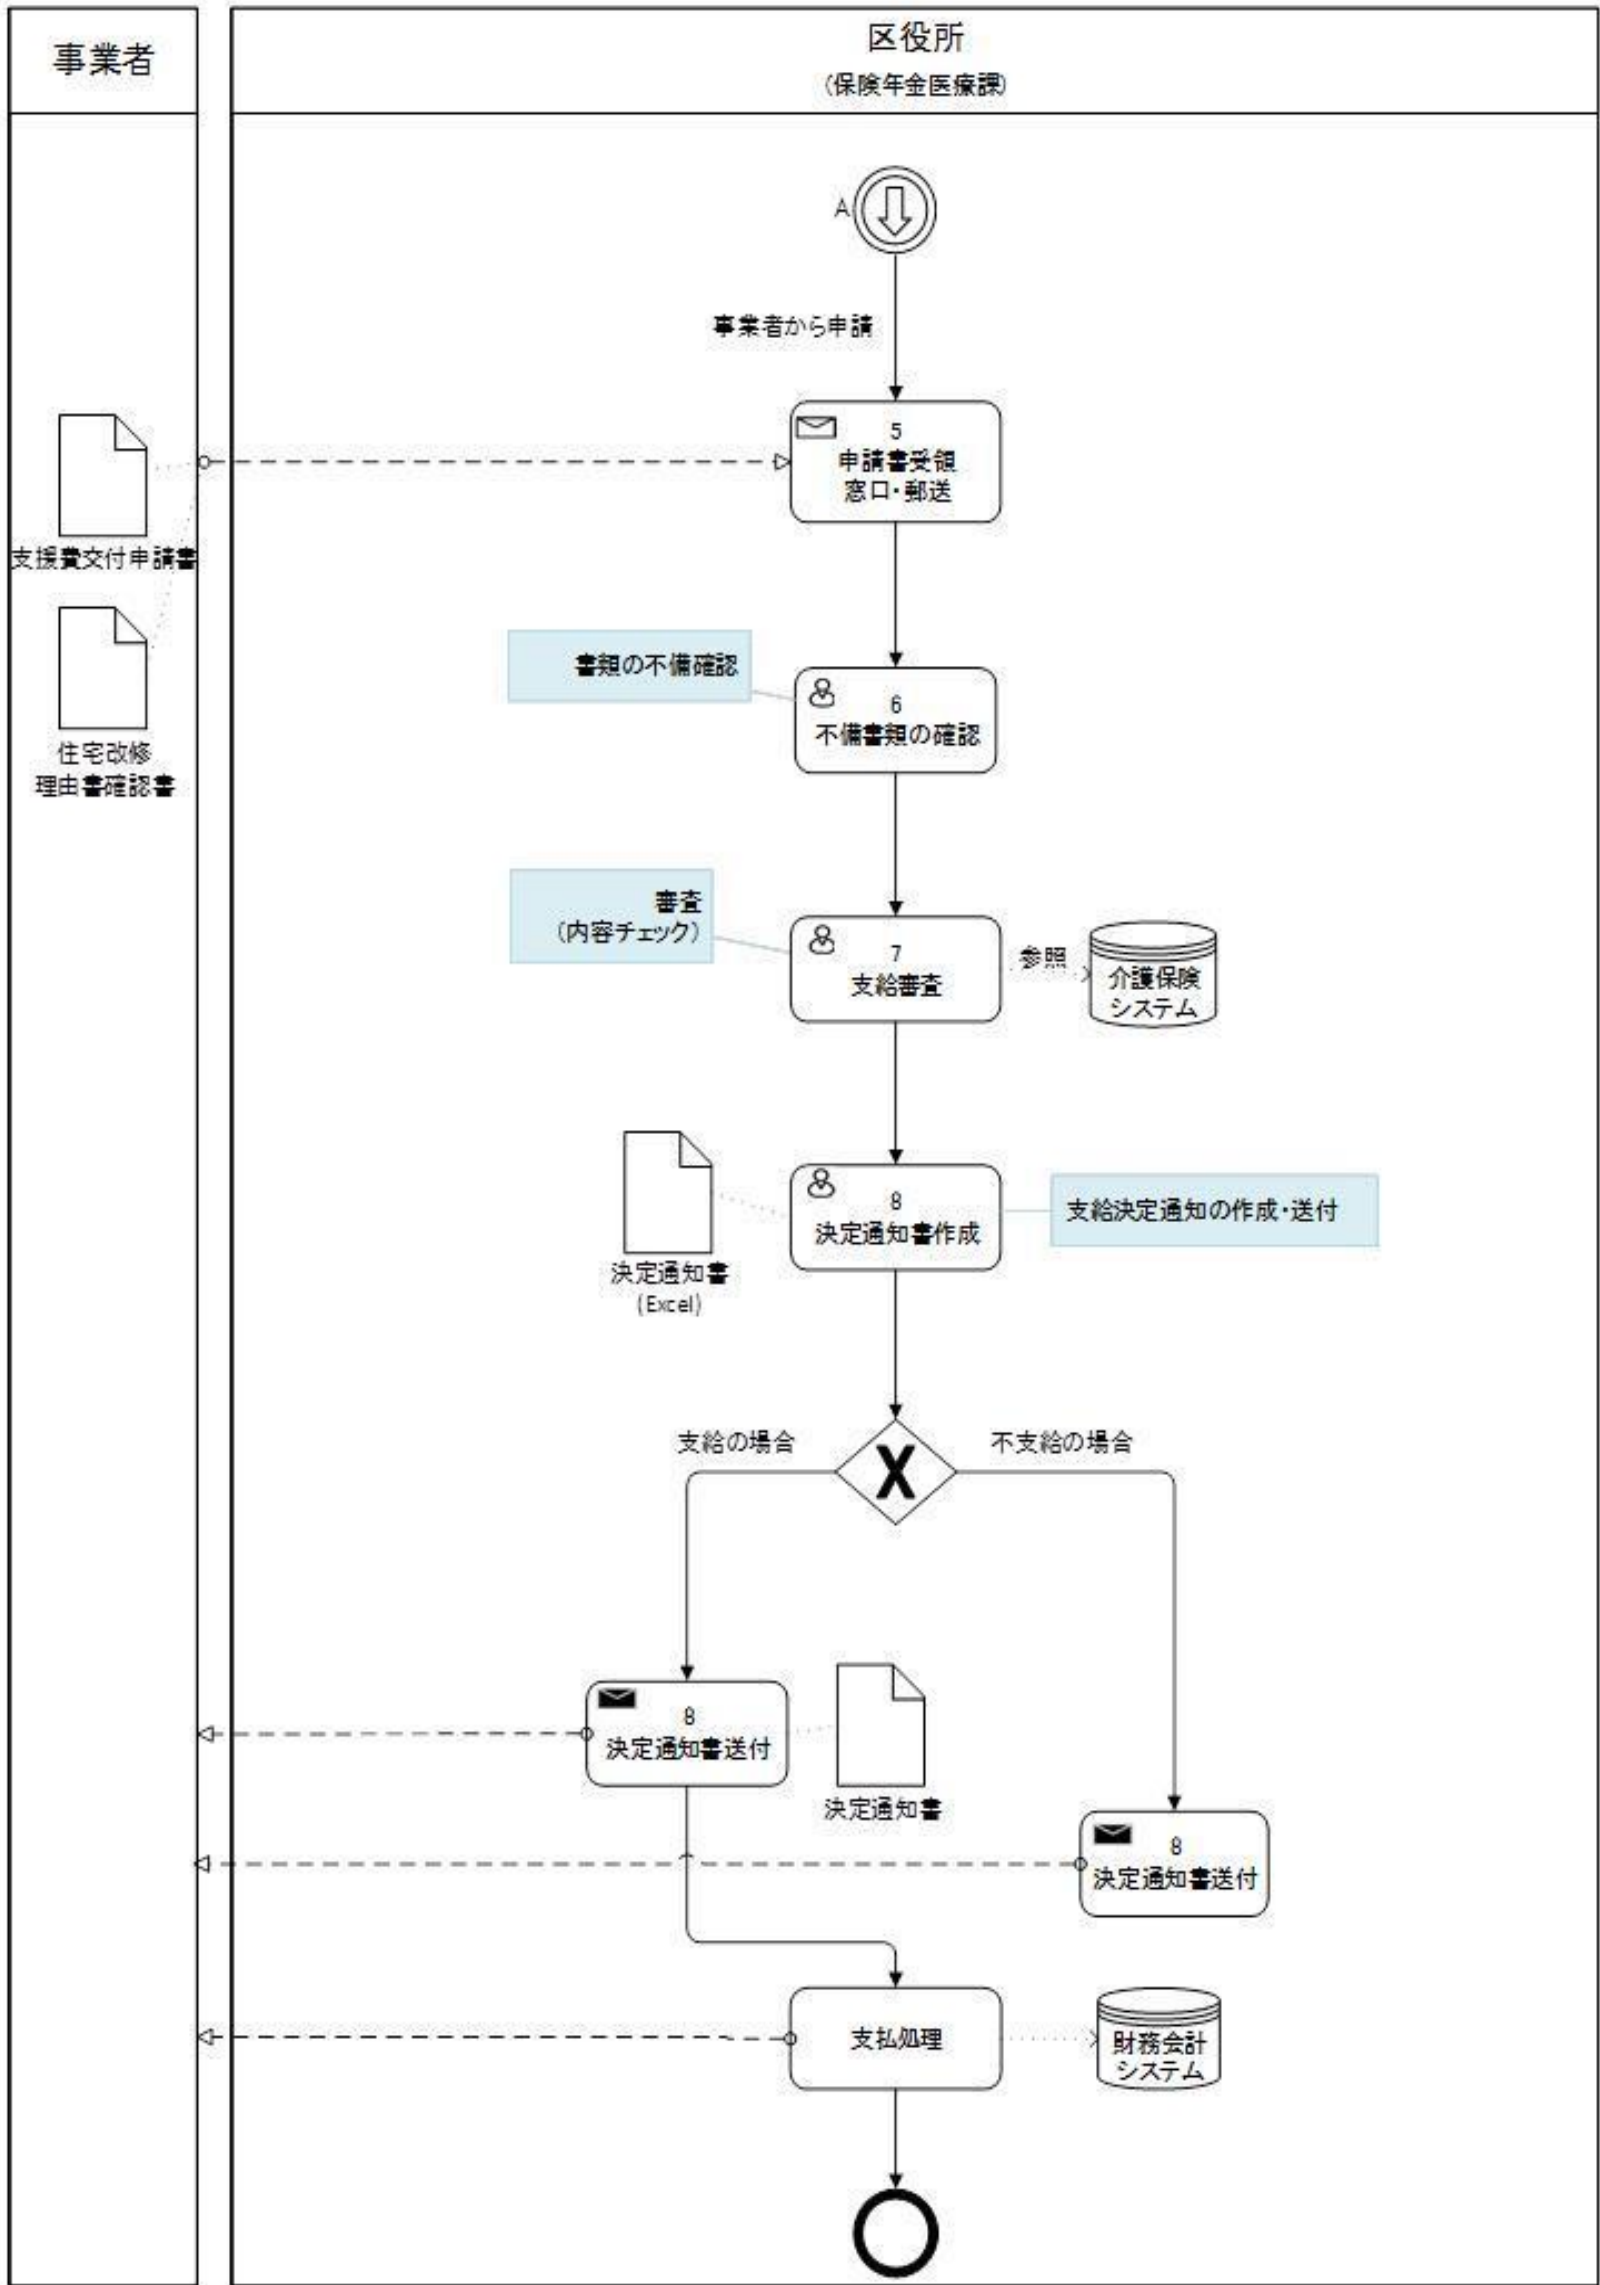 事業者
区役所
(保険年金医療課)
A
事業者から申請
5
申請書受領
窓口・郵送
支援費交付申請書
住宅改修
理由書確認書
書類の不備確認
6
不備書類の確認
審査
(内容チェック)
7
支給審査
参照
介護保険
システム
決定通知書
(Excel)
8
決定通知書作成
支給決定通知の作成・送付
支給の場合
X
不支給の場合
8
決定通知書送付
決定通知書
8
決定通知書送付
支払処理
財務会計
システム